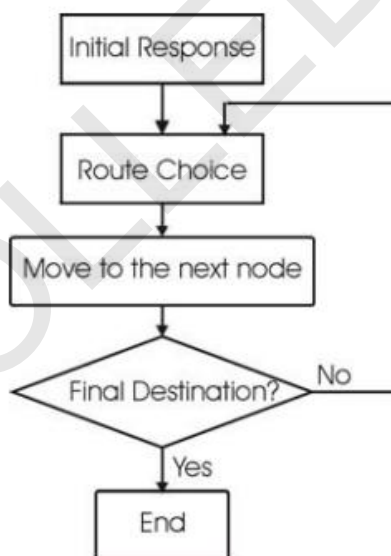 Initial Response
Route Choice
Move to the next node
Final Destination?
No
Yes
End